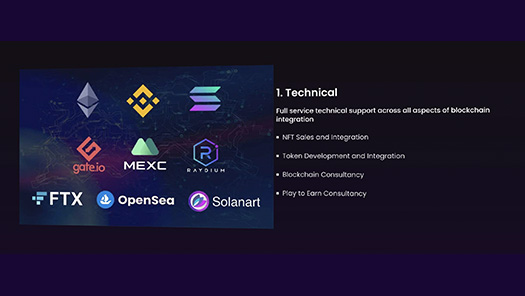 1. Technical
Full service technical support across all aspects of blockchain
integration
NFT Sales and Integration
Token Development and Integration
Blockchain Consultancy
Play to Earn Consultancy
gate.io
MEXC
RAYDIUM
FTX
OpenSea
Solanart